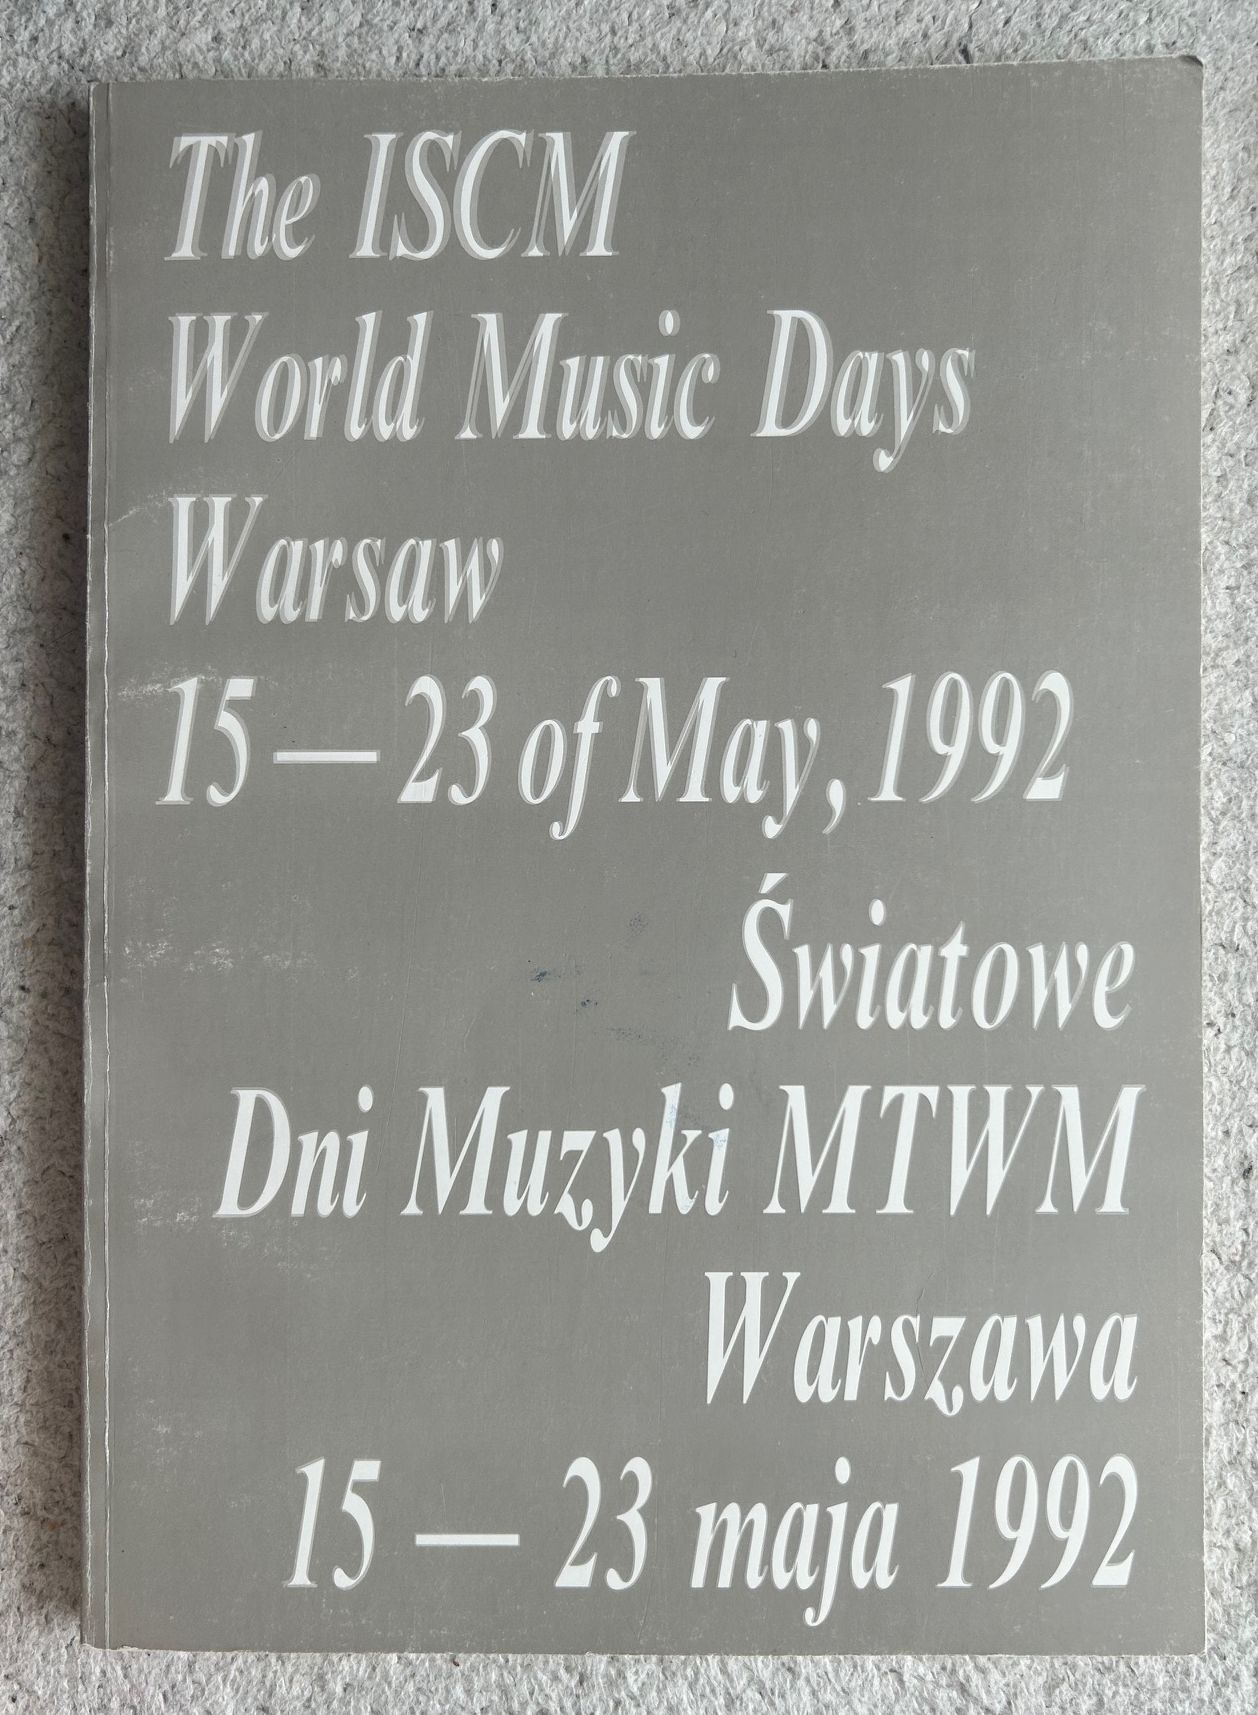 The ISCM
World Music Days
Warsaw
15 — 23 of May, 1992
Światowe
Dni Muzyki MTWM
Warszawa
15 — 23 maja 1992